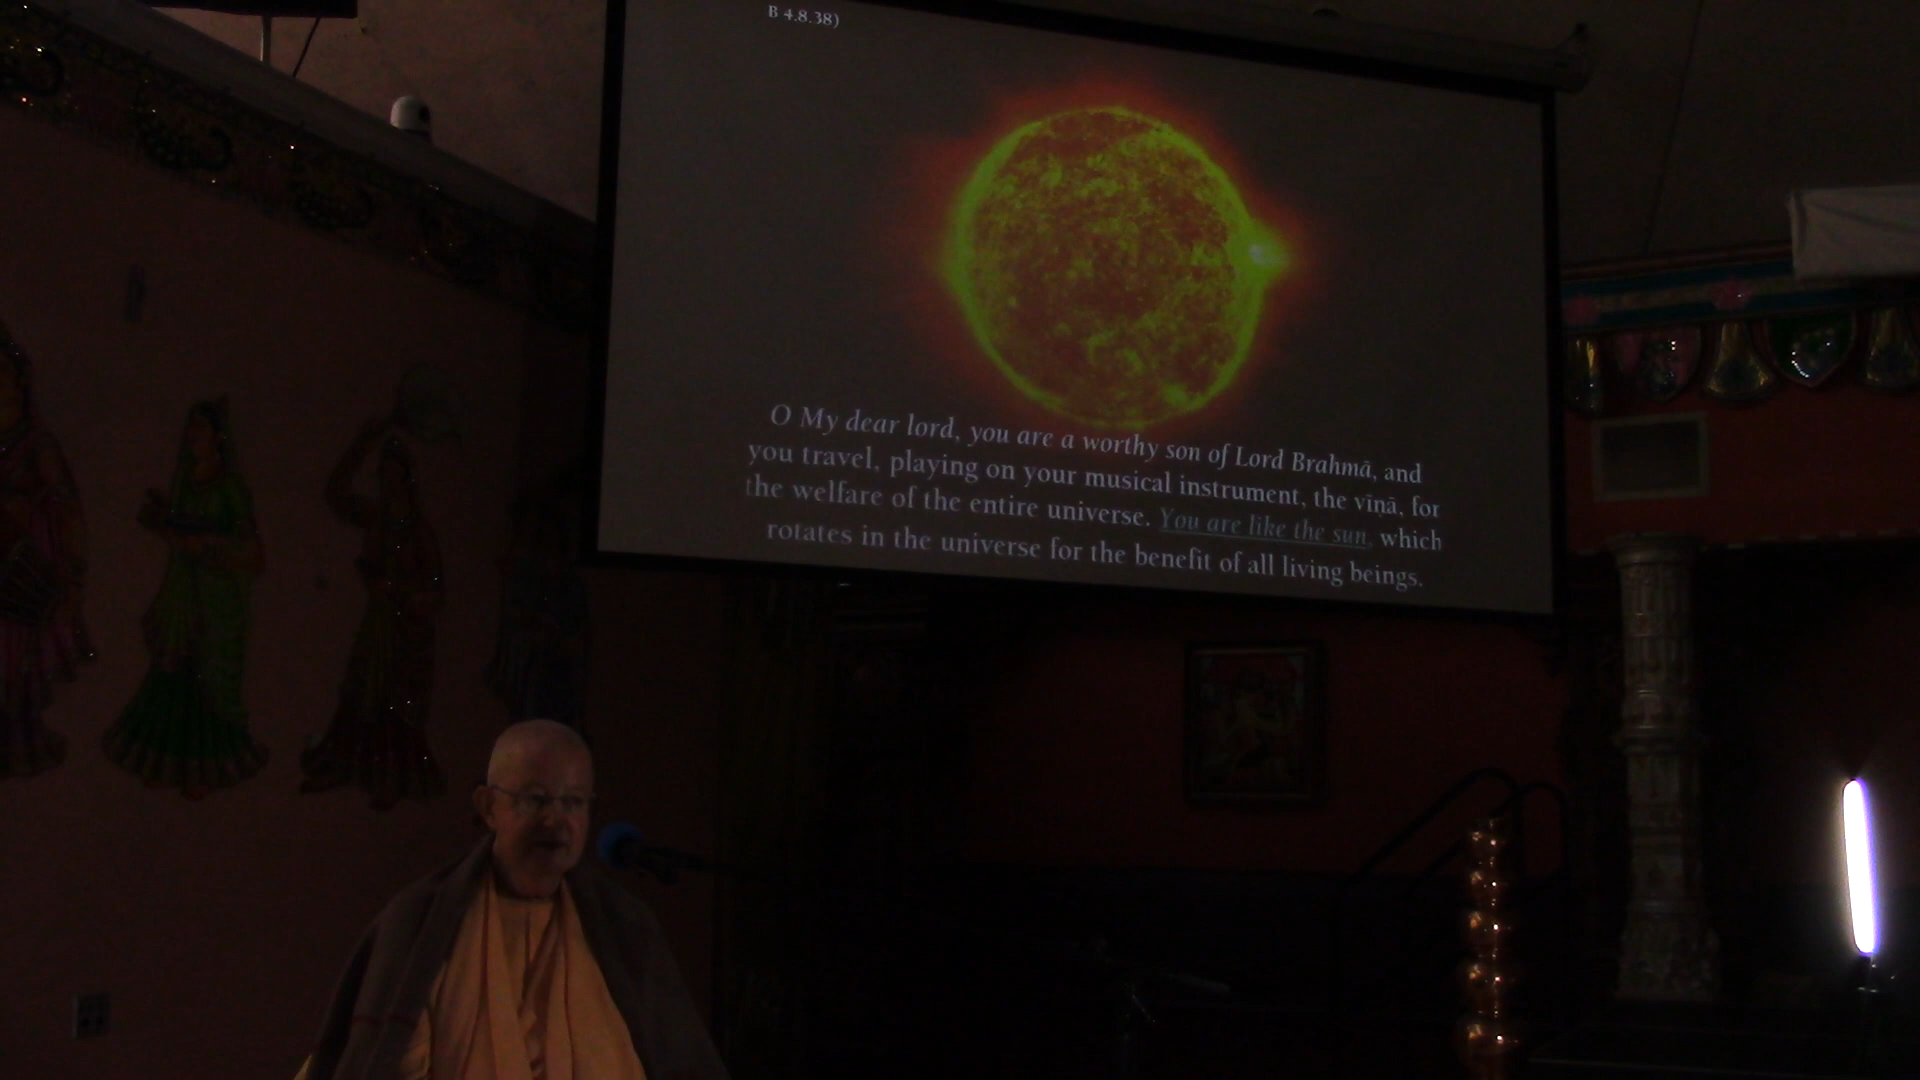 B 4.8.38)
O My dear lord, you are a worthy son of Lord Brahmā, and
you travel, playing on your musical instrument, the vīṇā, for
the welfare of the entire universe. You are like the sun, which
rotates in the universe for the benefit of all living beings.